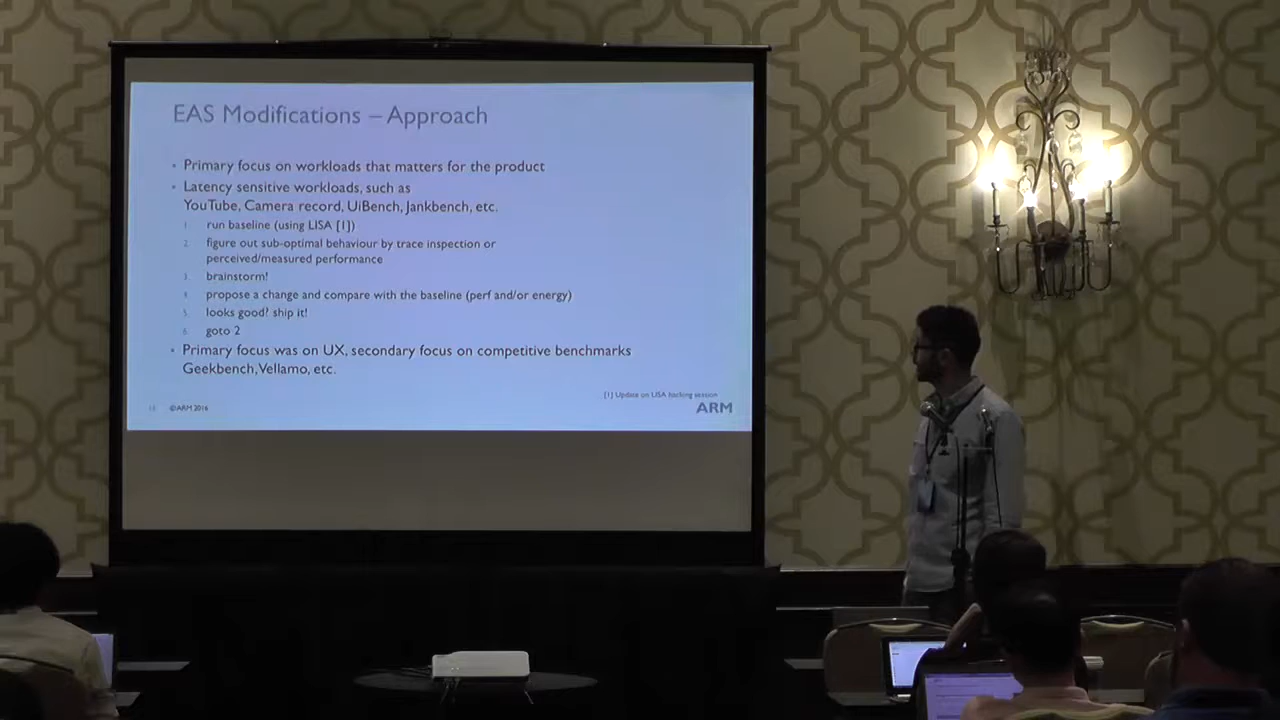 EAS Modifications – Approach
• Primary focus on workloads that matters for the product
• Latency sensitive workloads, such as
YouTube, Camera record, UiBench, Jankbench, etc.
1. run baseline (using LISA [1])
2. figure out sub-optimal behaviour by trace inspection or
perceived/measured performance
3. brainstorm!
4. propose a change and compare with the baseline (perf and/or energy)
5. looks good? ship it!
6. goto 2
• Primary focus was on UX, secondary focus on competitive benchmarks
Geekbench, Vellamo, etc.
[1] Update on LISA hacking session
©ARM 2016
ARM